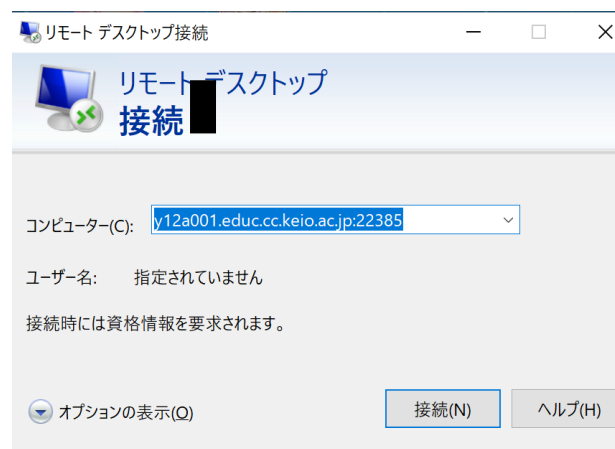 リモート デスクトップ接続
リモート デスクトップ
接続
コンピューター(C): y12a001.educ.cc.keio.ac.jp:22385
ユーザー名: 指定されていません
接続時には資格情報を要求されます。
オプションの表示(O) 接続(N) ヘルプ(H)